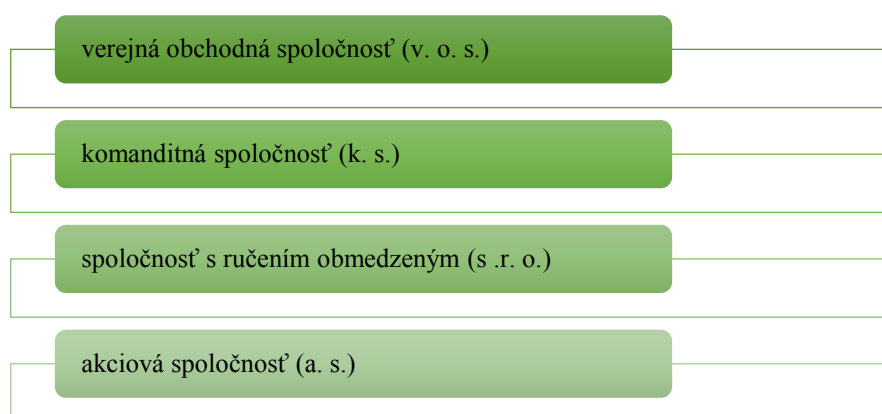 verejná obchodná spoločnosť (v. o. s.)
komanditná spoločnosť (k. s.)
spoločnosť s ručením obmedzeným (s .r. o.)
akciová spoločnosť (a. s.)